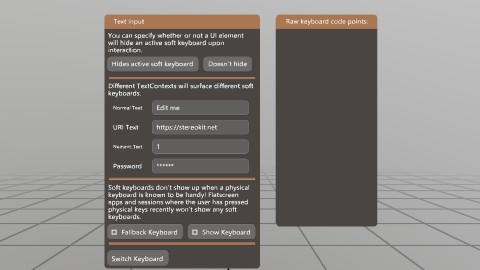 Text input
You can specify whether or not a UI element
will hide an active soft keyboard upon
interaction.
Hides active soft keyboard
Doesn't hide
Different TextContexts will surface different soft
keyboards.
Normal Text
Edit me
URI Text
https://stereokit.net
Numeric Text
1
Password
******
Soft keyboards don't show up when a physical
keyboard is known to be handy! Flatscreen
apps and sessions where the user has pressed
physical keys recently won't show any soft
keyboards.
Fallback Keyboard
Show Keyboard
Switch Keyboard
Raw keyboard code points: